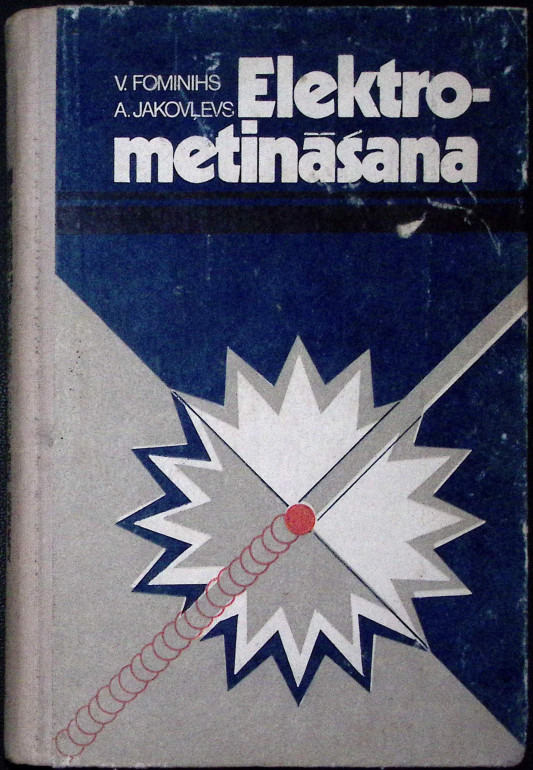 V. FOMINIHS
A. JAKOVĻEVS
Elektro-
metināšana